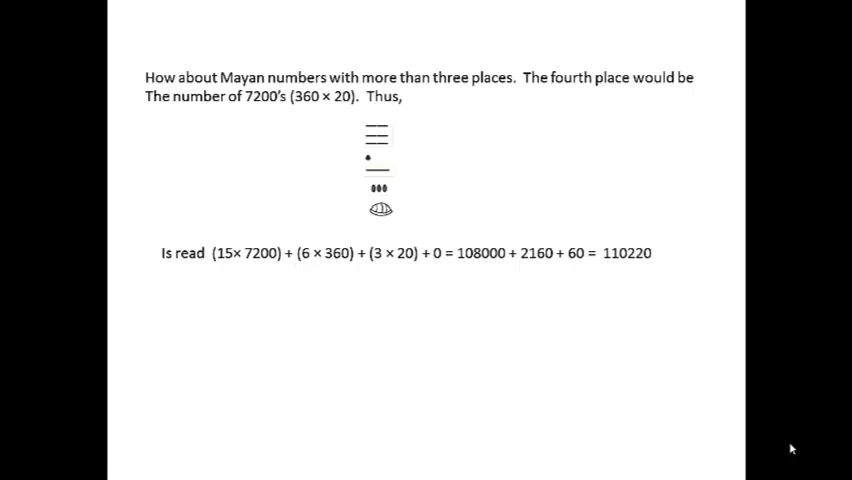 How about Mayan numbers with more than three places. The fourth place would be
The number of 7200's (360 × 20). Thus,
Is read (15× 7200) + (6 × 360) + (3 × 20) + 0 = 108000 + 2160 + 60 = 110220